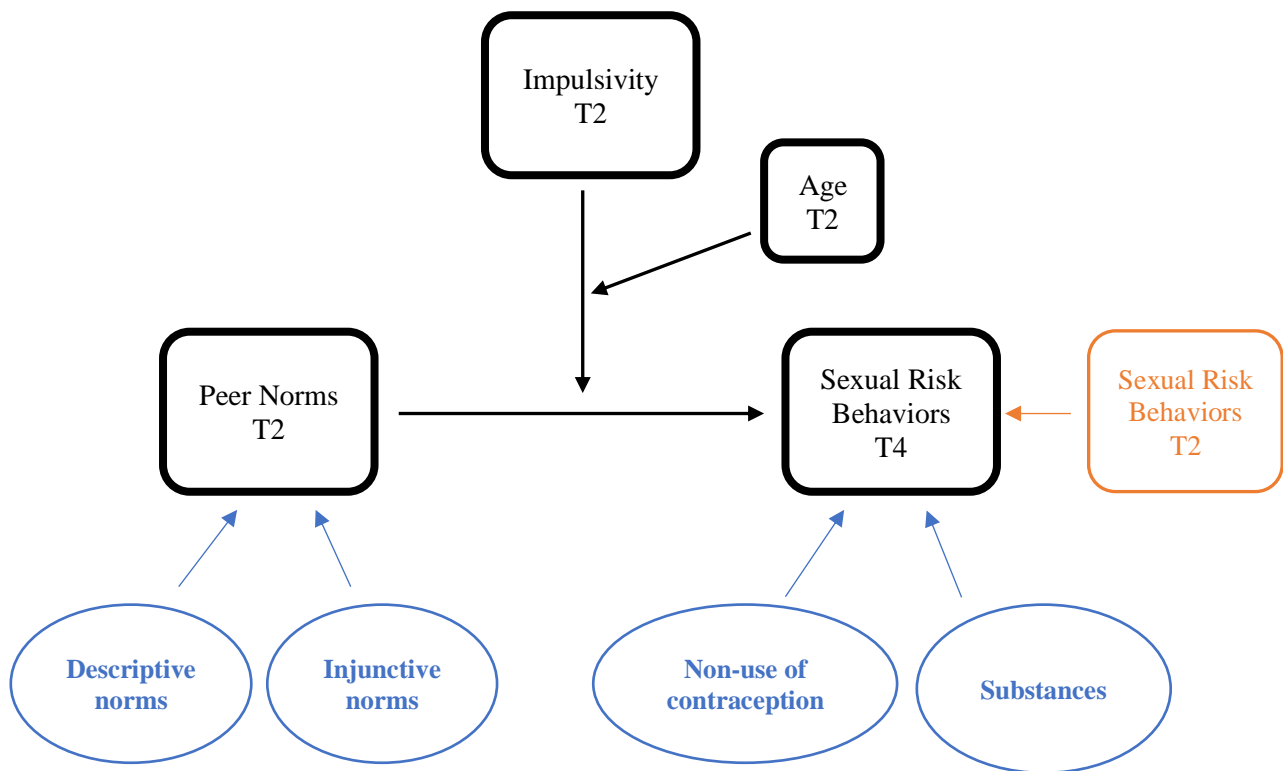 Impulsivity
T2
Age
T2
Peer Norms
T2
Sexual Risk
Behaviors
T4
Sexual Risk
Behaviors
T2
Descriptive
norms
Injunctive
norms
Non-use of
contraception
Substances